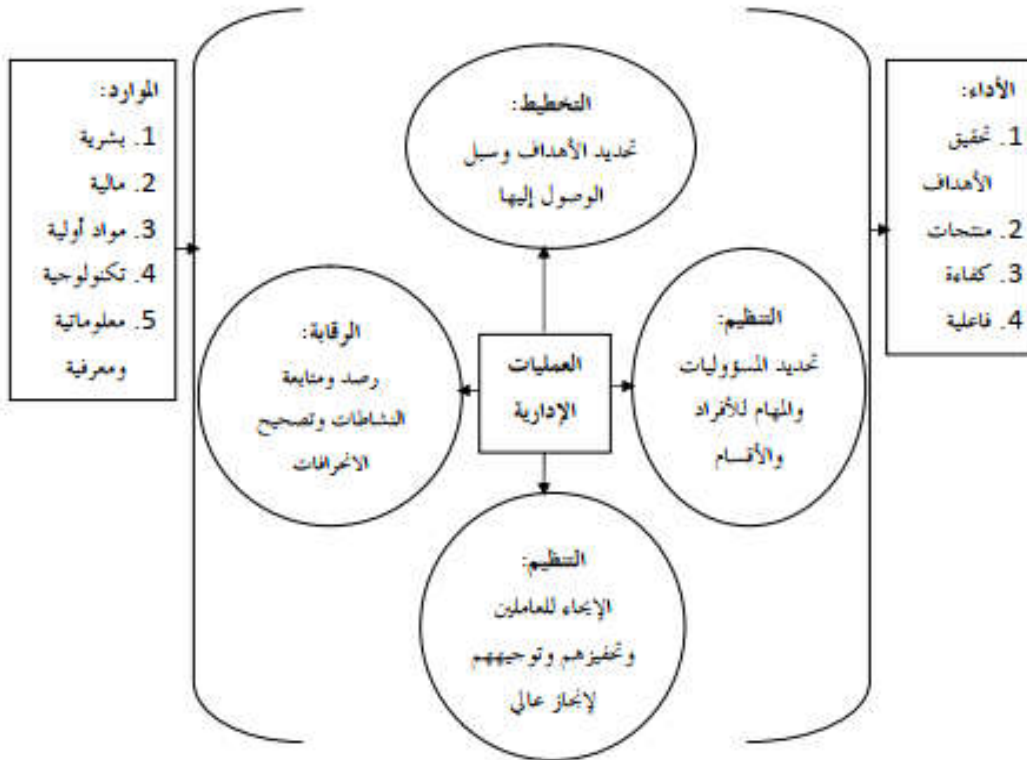 الموارد:
1. بشرية
2. مالية
3. مواد أولية
4. تكنولوجية
5. معلوماتية
ومعرفية
التخطيط:
تحديد الأهداف وسبل
الوصول إليها
الرقابة:
رصد ومتابعة
النشاطات وتصحيح
الانحرافات
العمليات
الإدارية
التنظيم:
تحديد المسؤوليات
والمهام للأفراد
والأقسام
التنظيم:
الإيحاء للعاملين
وتحفيزهم وتوجيههم
لإنجاز عالي
الأداء:
1. تحقيق
الأهداف
2. منتجات
3. كفاءة
4. فاعلية